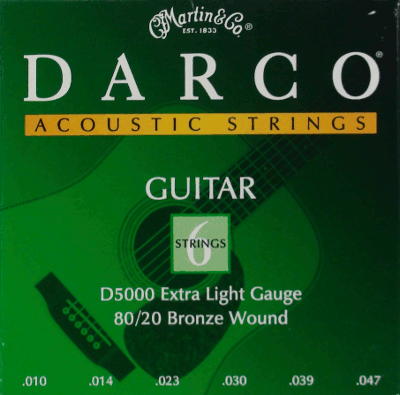 Martin & Co.
EST. 1833
DARCO®
ACOUSTIC STRINGS
GUITAR
6
STRINGS
D5000 Extra Light Gauge
80/20 Bronze Wound
.010 .014 .023 .030 .039 .047